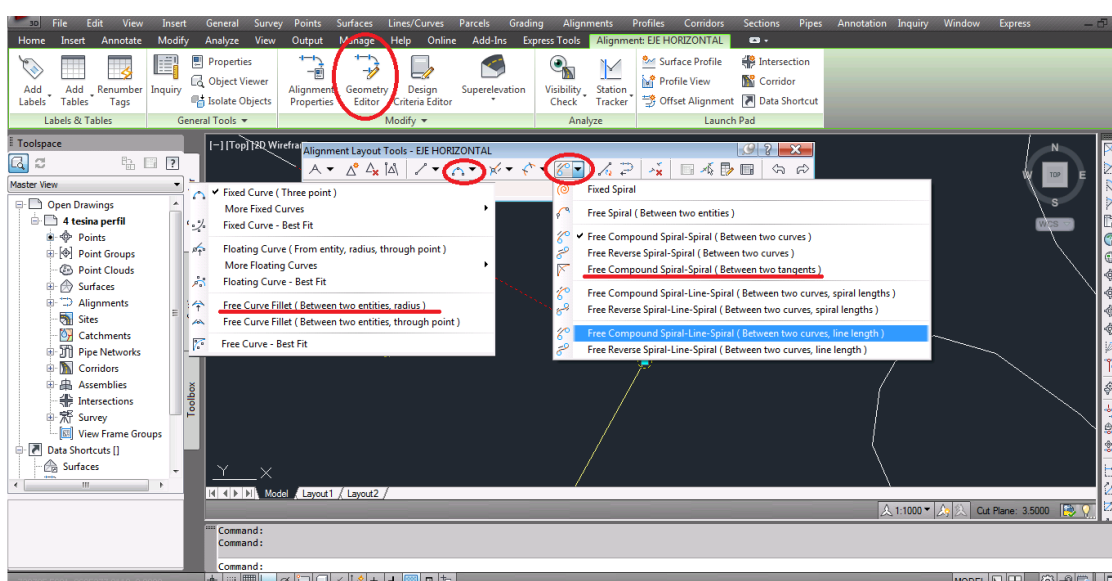 3D File Edit View Insert General Survey Points Surfaces Lines/Curves Parcels Grading Alignments Profiles Corridors Sections Pipes Annotation Inquiry Window Express
Home Insert Annotate Modify Analyze View Output Manage Help Online Add-Ins Express Tools Alignment: EJE HORIZONTAL
Add Labels
Add Tables
Renumber Tags
Inquiry
Properties
Object Viewer
Isolate Objects
Alignment Properties
Geometry Editor
Design Criteria Editor
Superelevation
Visibility Check
Station Tracker
Surface Profile
Profile View
Offset Alignment
Intersection
Corridor
Data Shortcut
Labels & Tables General Tools Modify Analyze Launch Pad
Toolspace
Master View
Open Drawings
4 tesina perfil
Points
Point Groups
Point Clouds
Surfaces
Alignments
Sites
Catchments
Pipe Networks
Corridors
Assemblies
Intersections
Survey
View Frame Groups
Data Shortcuts []
Surfaces
Toolbox
[-] [Top] [2D Wirefra
Alignment Layout Tools - EJE HORIZONTAL
Fixed Curve ( Three point )
More Fixed Curves
Fixed Curve - Best Fit
Floating Curve ( From entity, radius, through point )
More Floating Curves
Floating Curve - Best Fit
Free Curve Fillet ( Between two entities, radius )
Free Curve Fillet ( Between two entities, through point )
Free Curve - Best Fit
Fixed Spiral
Free Spiral ( Between two entities )
Free Compound Spiral-Spiral ( Between two curves )
Free Reverse Spiral-Spiral ( Between two curves )
Free Compound Spiral-Spiral ( Between two tangents )
Free Compound Spiral-Line-Spiral ( Between two curves, spiral lengths )
Free Reverse Spiral-Line-Spiral ( Between two curves, spiral lengths )
Free Compound Spiral-Line-Spiral ( Between two curves, line length )
Free Reverse Spiral-Line-Spiral ( Between two curves, line length )
N
W TOP E
S
WCS
Y
X
Model Layout1 Layout2
1:1000 Cut Plane: 3.5000
Command:
Command:
Command:
MODEL